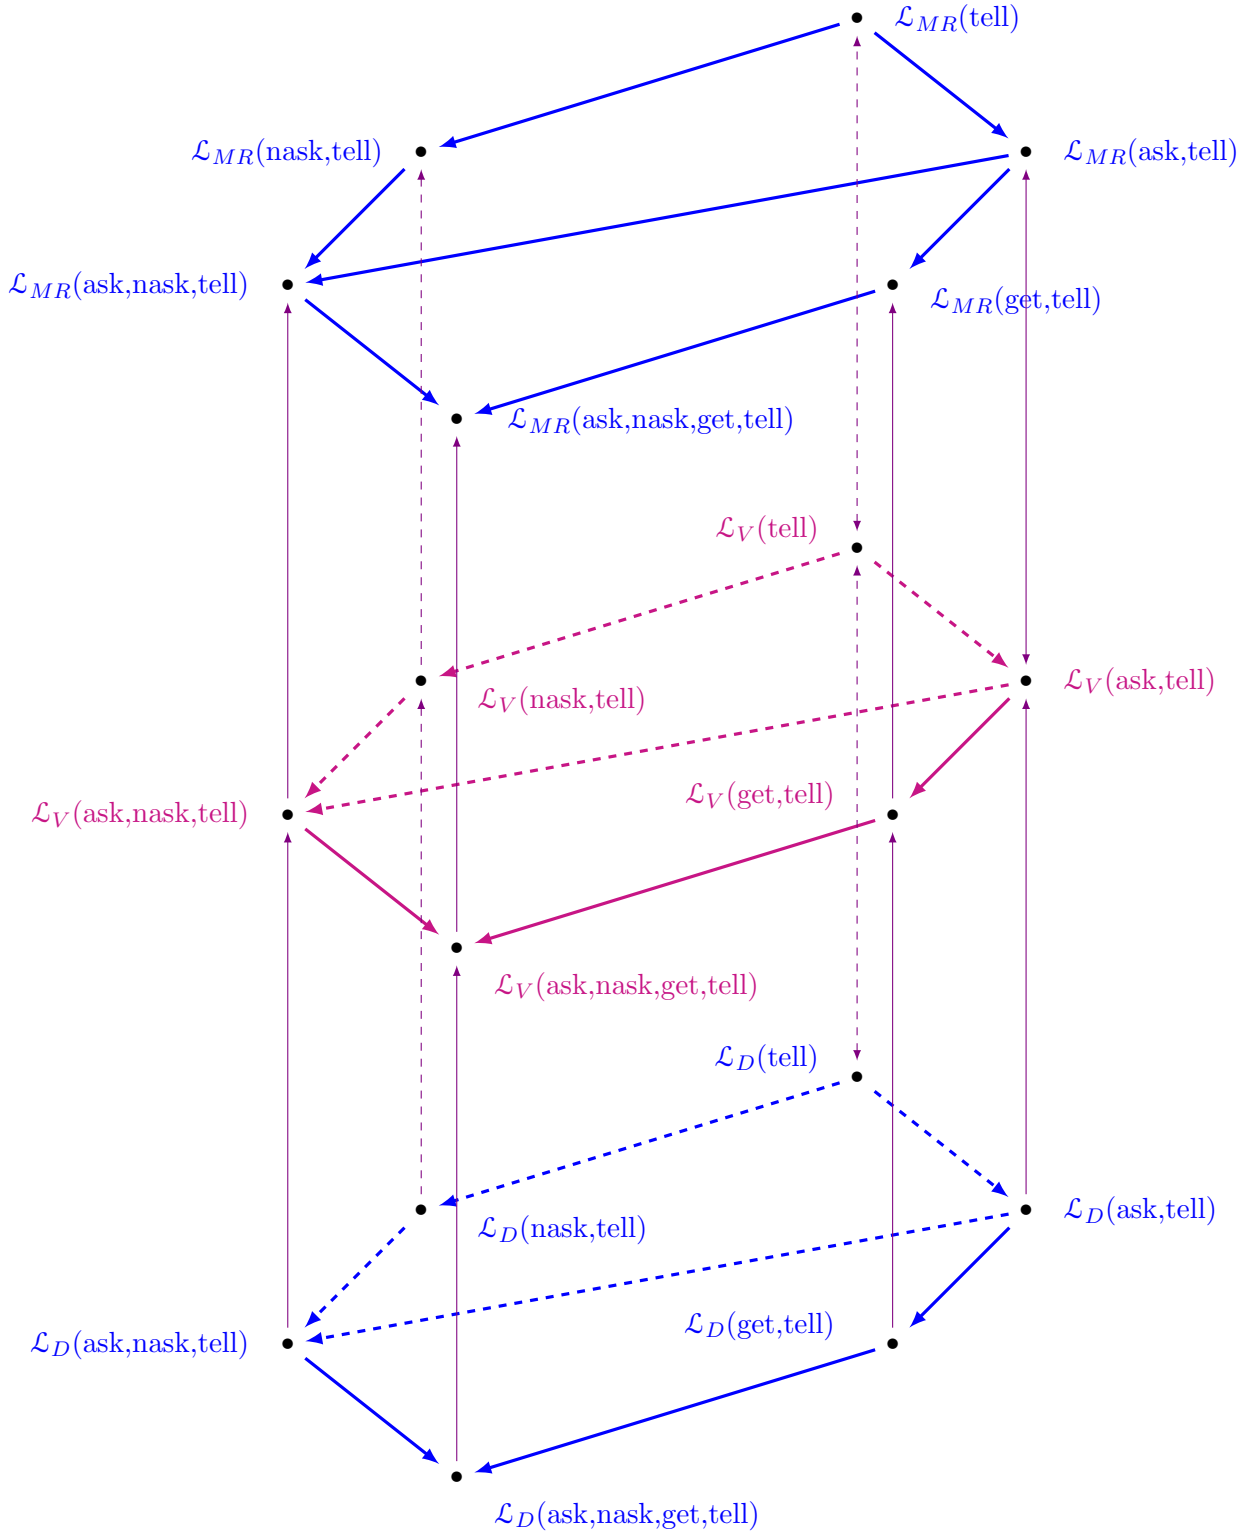 ℒ_MR(tell)
ℒ_MR(nask,tell)
ℒ_MR(ask,tell)
ℒ_MR(ask,nask,tell)
ℒ_MR(get,tell)
ℒ_MR(ask,nask,get,tell)
ℒ_V(tell)
ℒ_V(nask,tell)
ℒ_V(ask,tell)
ℒ_V(get,tell)
ℒ_V(ask,nask,tell)
ℒ_V(ask,nask,get,tell)
ℒ_D(tell)
ℒ_D(nask,tell)
ℒ_D(ask,tell)
ℒ_D(get,tell)
ℒ_D(ask,nask,tell)
ℒ_D(ask,nask,get,tell)